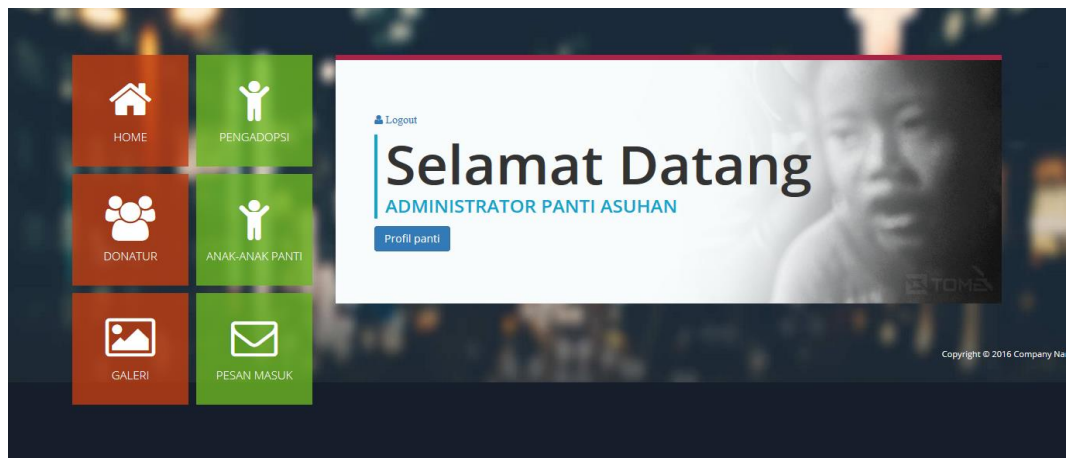 HOME
PENGADOPSI
DONATUR
ANAK-ANAK PANTI
GALERI
PESAN MASUK
Logout
Selamat Datang
ADMINISTRATOR PANTI ASUHAN
Profil panti
TOMÈ
Copyright © 2016 Company Na